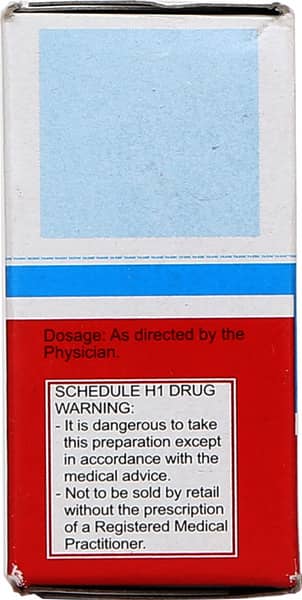 Dosage: As directed by the
Physician.
SCHEDULE H1 DRUG
WARNING:
- It is dangerous to take
this preparation except
in accordance with the
medical advice.
- Not to be sold by retail
without the prescription
of a Registered Medical
Practitioner.